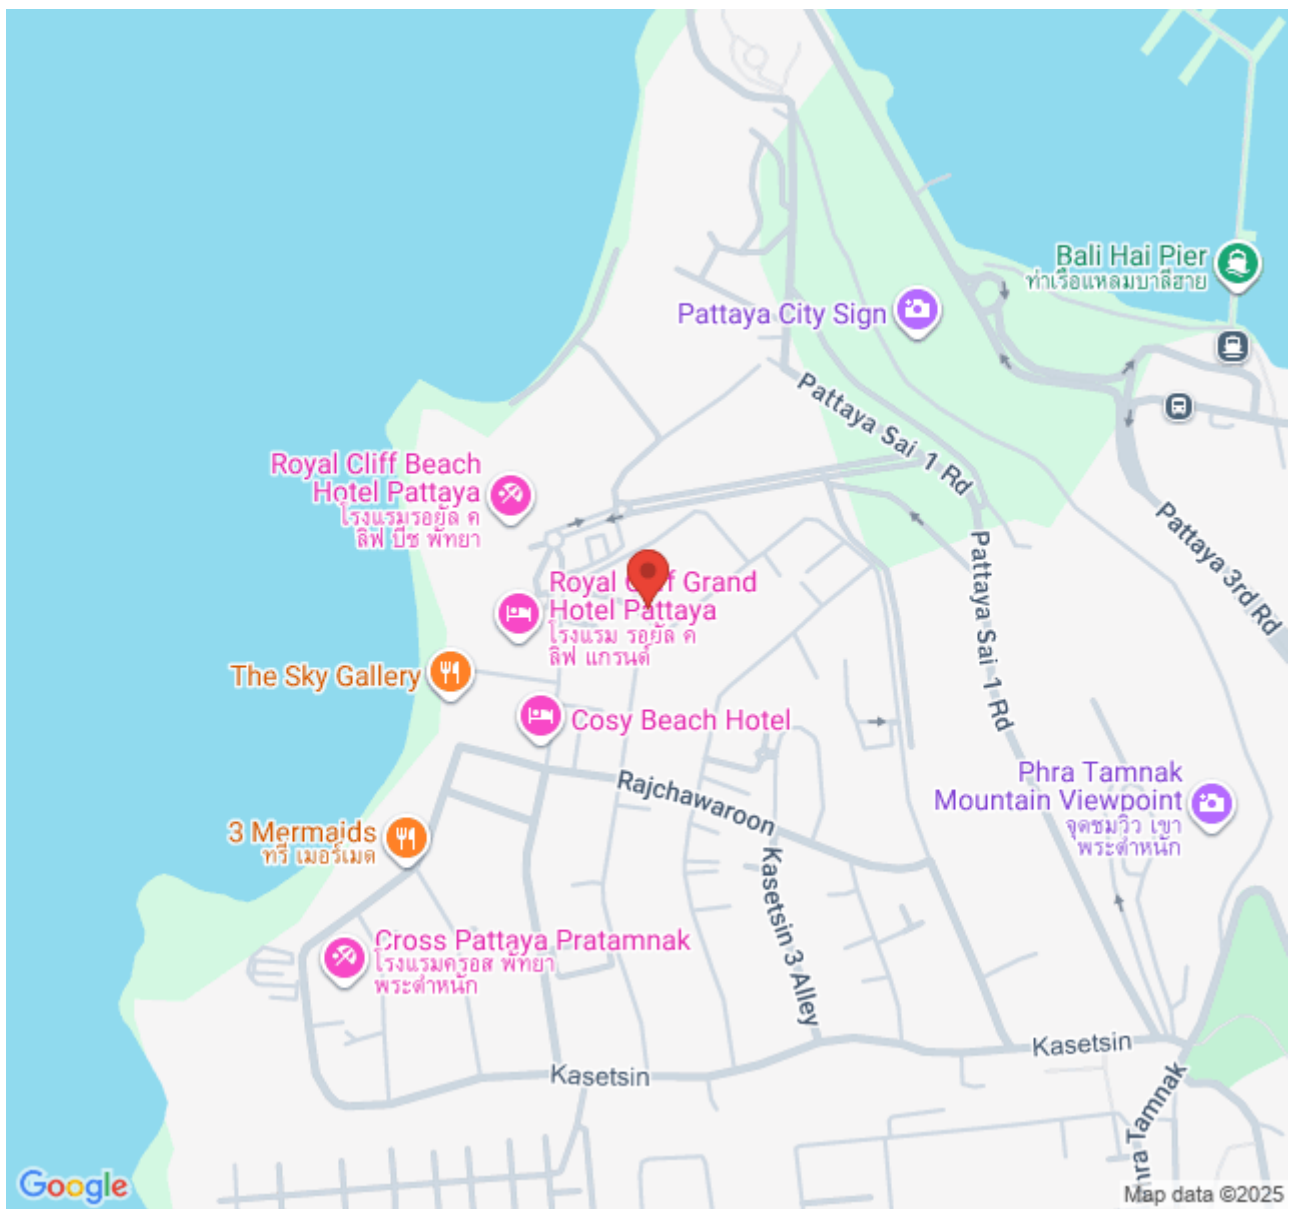 Bali Hai Pier
ท่าเรือแหลมบาลีฮาย
Pattaya City Sign
Pattaya Sai 1 Rd
Royal Cliff Beach
Hotel Pattaya
โรงแรมรอยัล ค
ลิฟ บีช พัทยา
Pattaya 3rd Rd
Pattaya Sai 1 Rd
Royal Cliff Grand
Hotel Pattaya
โรงแรม รอยัล ค
ลิฟ แกรนด์
The Sky Gallery
Cosy Beach Hotel
Rajchawaroon
Phra Tamnak
Mountain Viewpoint
จุดชมวิว เขา
พระตำหนัก
3 Mermaids
ทรี เมอร์เมด
Kasetsin 3 Alley
Cross Pattaya Pratamnak
โรงแรมครอส พัทยา
พระตำหนัก
Kasetsin
Kasetsin
Phra Tamnak
Google
Map data ©2025